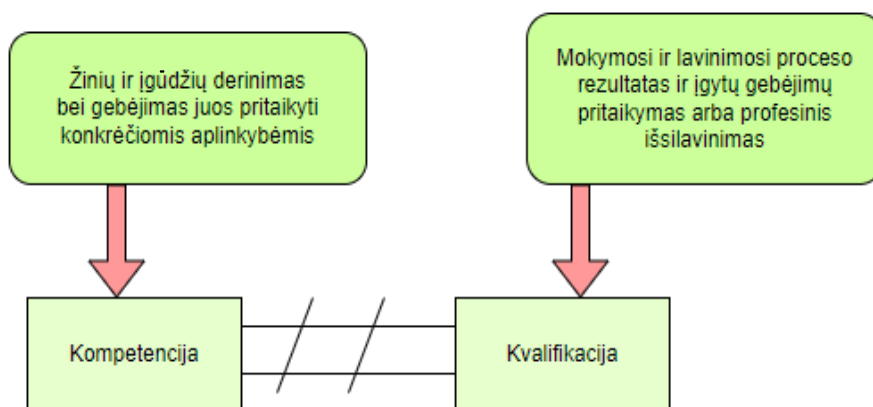 Žinių ir įgūdžių derinimas
bei gebėjimas juos pritaikyti
konkrėčiomis aplinkybėmis
Mokymosi ir lavinimosi proceso
rezultatas ir įgytų gebėjimų
pritaikymas arba profesinis
išsilavinimas
Kompetencija
Kvalifikacija